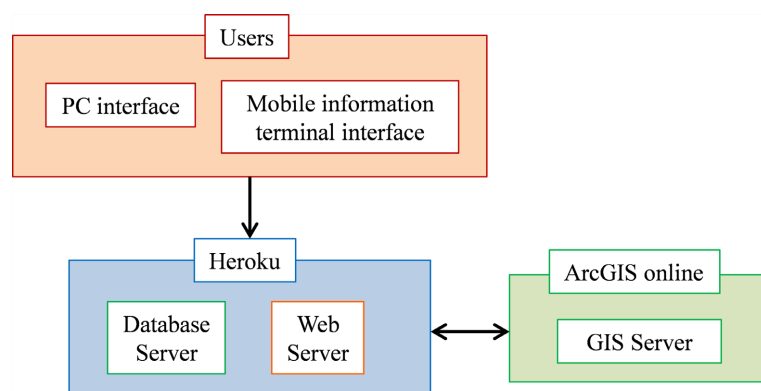 Users
PC interface
Mobile information
terminal interface
Heroku
Database
Server
Web
Server
ArcGIS online
GIS Server